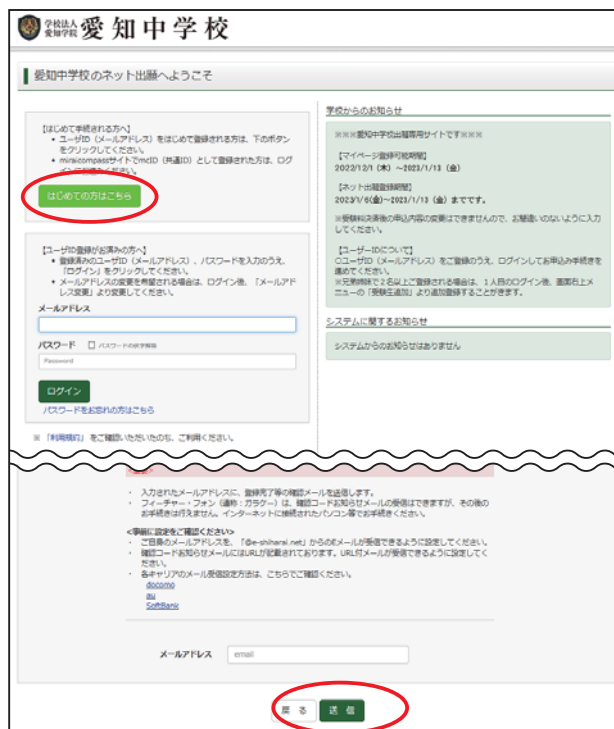 学校法人
愛知学院
愛知中学校
愛知中学校のネット出願へようこそ
【はじめて手続される方へ】
• ユーザID(メールアドレス)をはじめて登録される方は、下のボタン
をクリックしてください。
• miraicompassサイトでmcID(共通ID)として登録された方は、ログ
はじめての方はこちら
【ユーザID登録がお済みの方へ】
• 登録済みのユーザID(メールアドレス)、パスワードを入力のうえ、
「ログイン」をクリックしてください。
• メールアドレスの変更を希望される場合は、ログイン後、「メールアド
レス変更」より変更してください。
メールアドレス
パスワード □ パスワードの伏字解除
Password
ログイン
パスワードをお忘れの方はこちら
※ 「利用規約」をご確認いただいたのち、ご利用ください。
学校からのお知らせ
※※※愛知中学校出願専用サイトです※※※
【マイページ登録可能期間】
2022/12/1(木)~2023/1/13(金)
【ネット出願登録期間】
2023/1/6(金)~2023/1/13(金)までです。
※受験料決済後の申込内容の変更はできませんので、お間違いのないように入力
してください。
【ユーザーIDについて】
○ユーザID(メールアドレス)をご登録のうえ、ログインしてお申込み手続きを
進めてください。
※兄弟姉妹で2名以上ご登録される場合は、1人目のログイン後、画面右上メ
ニューの「受験生追加」より追加登録することができます。
システムに関するお知らせ
システムからのお知らせはありません
・ 入力されたメールアドレスに、登録完了等の確認メールを送信します。
・ フィーチャー・フォン(通称:ガラケー)は、確認コードお知らせメールの受信はできますが、その後の
お手続きは行えません。インターネットに接続されたパソコン等でお手続きください。
<事前に設定をご確認ください>
・ ご自身のメールアドレスを、「@e-shiharai.net」からのEメールが受信できるように設定してください。
・ 確認コードお知らせメールにはURLが記載されております。URL付メールが受信できるように設定してく
ださい。
・ 各キャリアのメール受信設定方法は、こちらでご確認ください。
docomo
au
SoftBank
メールアドレス email
戻る 送信